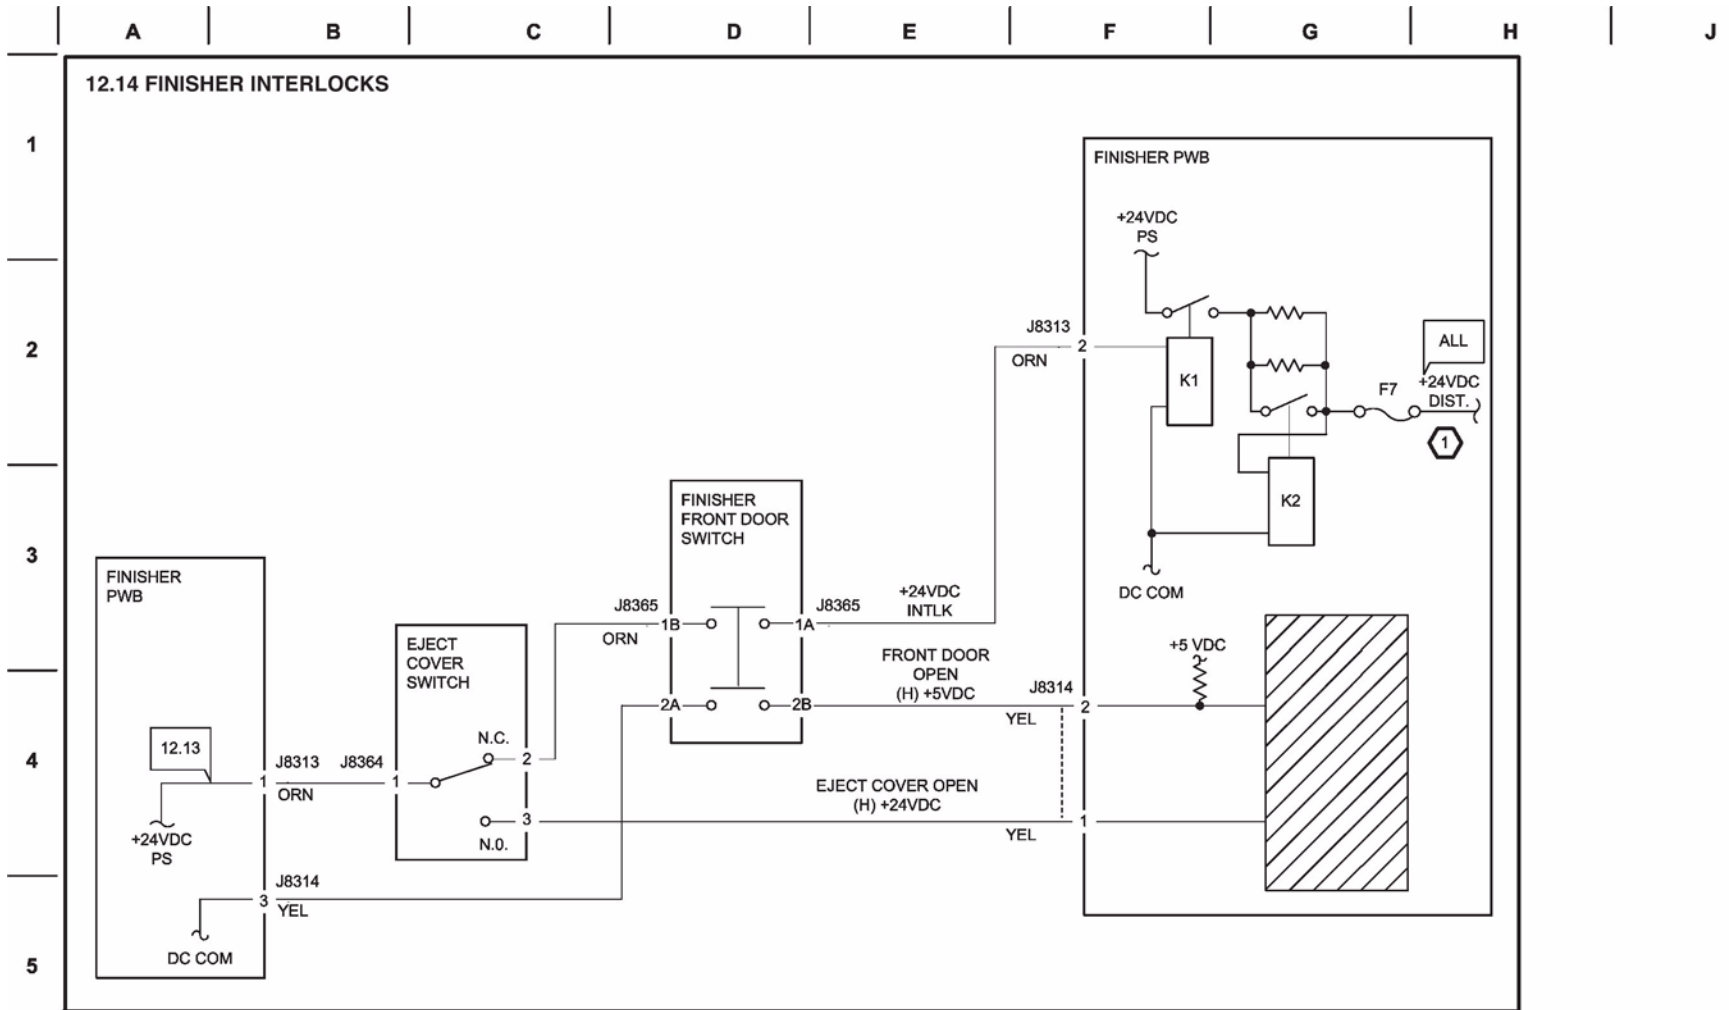 A B C D E F G H J
12.14 FINISHER INTERLOCKS
1
2
3
4
5
FINISHER PWB
+24VDC
PS
J8313
2
ORN
K1
ALL
F7
+24VDC
DIST.
1
K2
DC COM
FINISHER
FRONT DOOR
SWITCH
J8365
1B
ORN
1A
J8365
+24VDC
INTLK
2A
2B
FRONT DOOR
OPEN
(H) +5VDC
J8314
2
YEL
+5 VDC
FINISHER
PWB
12.13
+24VDC
PS
1
J8313
ORN
J8364
1
EJECT
COVER
SWITCH
N.C.
2
3
N.0.
EJECT COVER OPEN
(H) +24VDC
1
YEL
J8314
3
YEL
DC COM